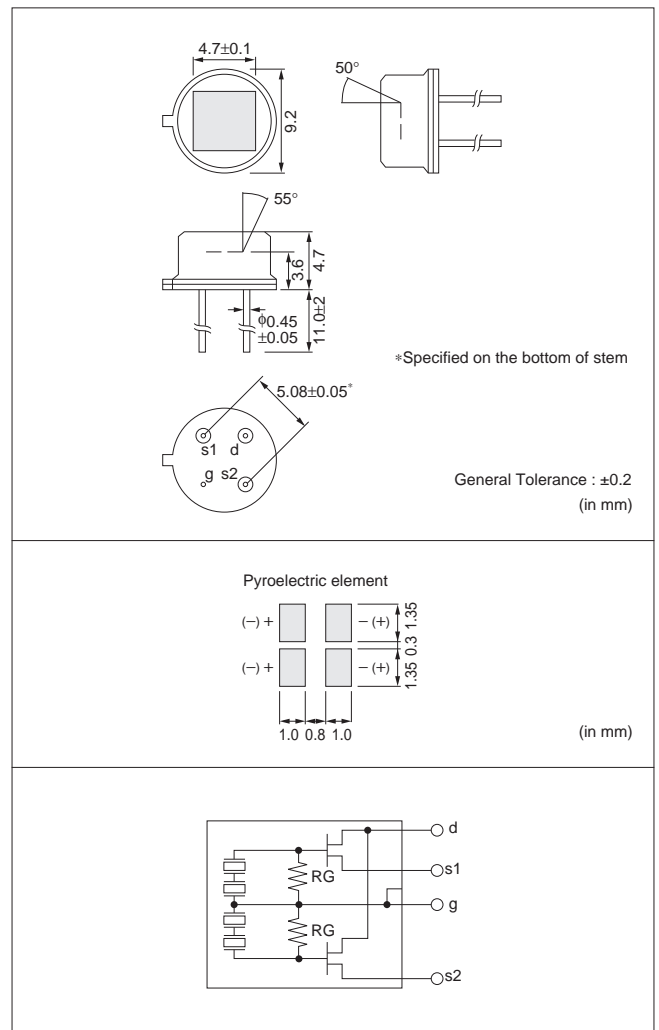 4.7±0.1
50°
9.2
55°
3.6
4.7
ϕ0.45
±0.05
11.0±2
*Specified on the bottom of stem
5.08±0.05*
s1 d
g s2
General Tolerance : ±0.2
(in mm)
Pyroelectric element
(−) + − (+)
1.35
0.3
(−) + − (+)
1.35
1.0 0.8 1.0
(in mm)
d
s1
RG
g
RG
s2